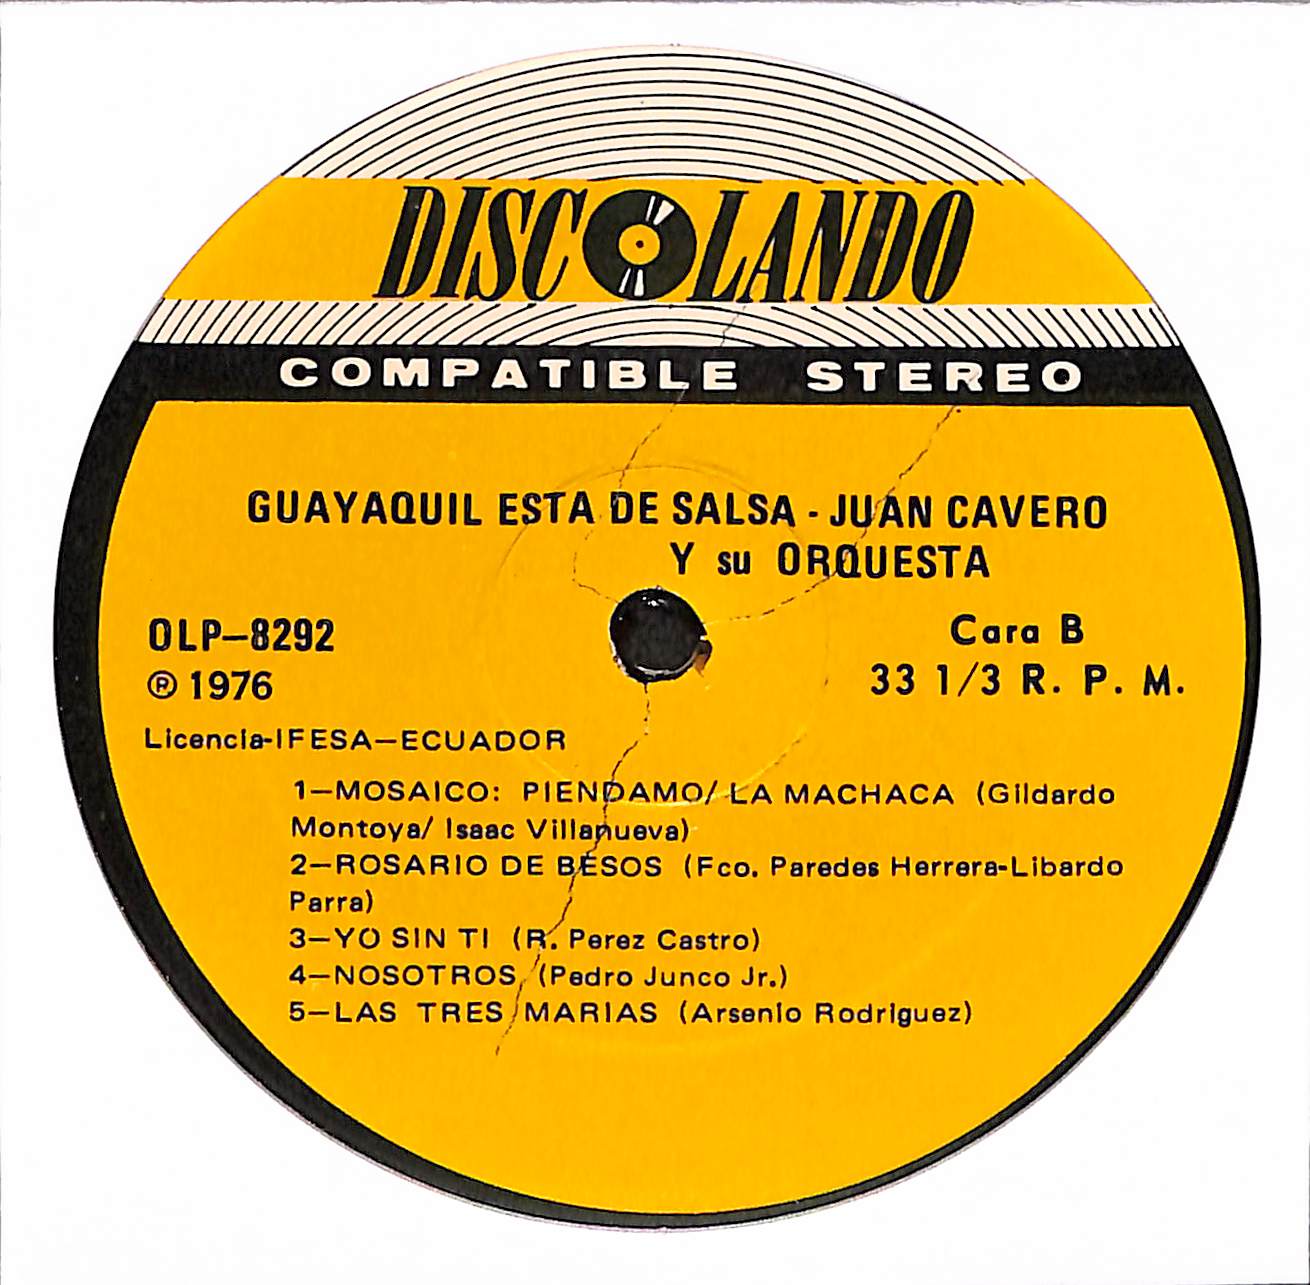 DISCOLANDO
COMPATIBLE STEREO
GUAYAQUIL ESTA DE SALSA - JUAN CAVERO
Y su ORQUESTA
OLP-8292
Cara B
℗ 1976
33 1/3 R. P. M.
Licencia-IFESA-ECUADOR
1-MOSAICO: PIENDAMO/ LA MACHACA (Gildardo
Montoya/ Isaac Villanueva)
2-ROSARIO DE BESOS (Fco. Paredes Herrera-Libardo
Parra)
3-YO SIN TI (R. Perez Castro)
4-NOSOTROS (Pedro Junco Jr.)
5-LAS TRES MARIAS (Arsenio Rodriguez)